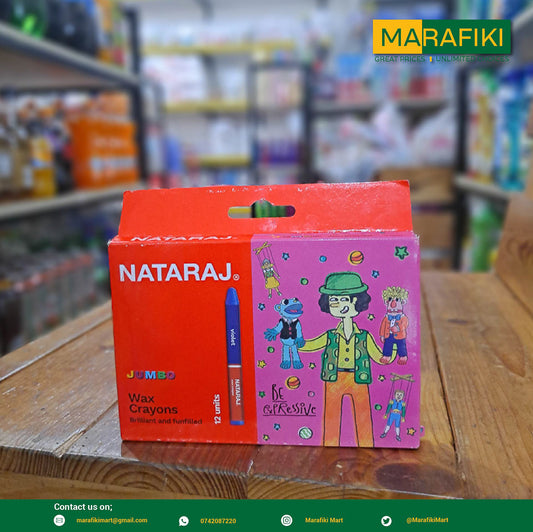 MARAFIKI
GREAT PRICES
UNLIMITED
NATARAJ®
violet
NATARAJ
JUMBO
Wax
Crayons
Brilliant and funfilled
12 units
BE
EXPRESSIVE
Contact us on;
marafikimart@gmail.com
0742087220
Marafiki Mart
@MarafikiMart